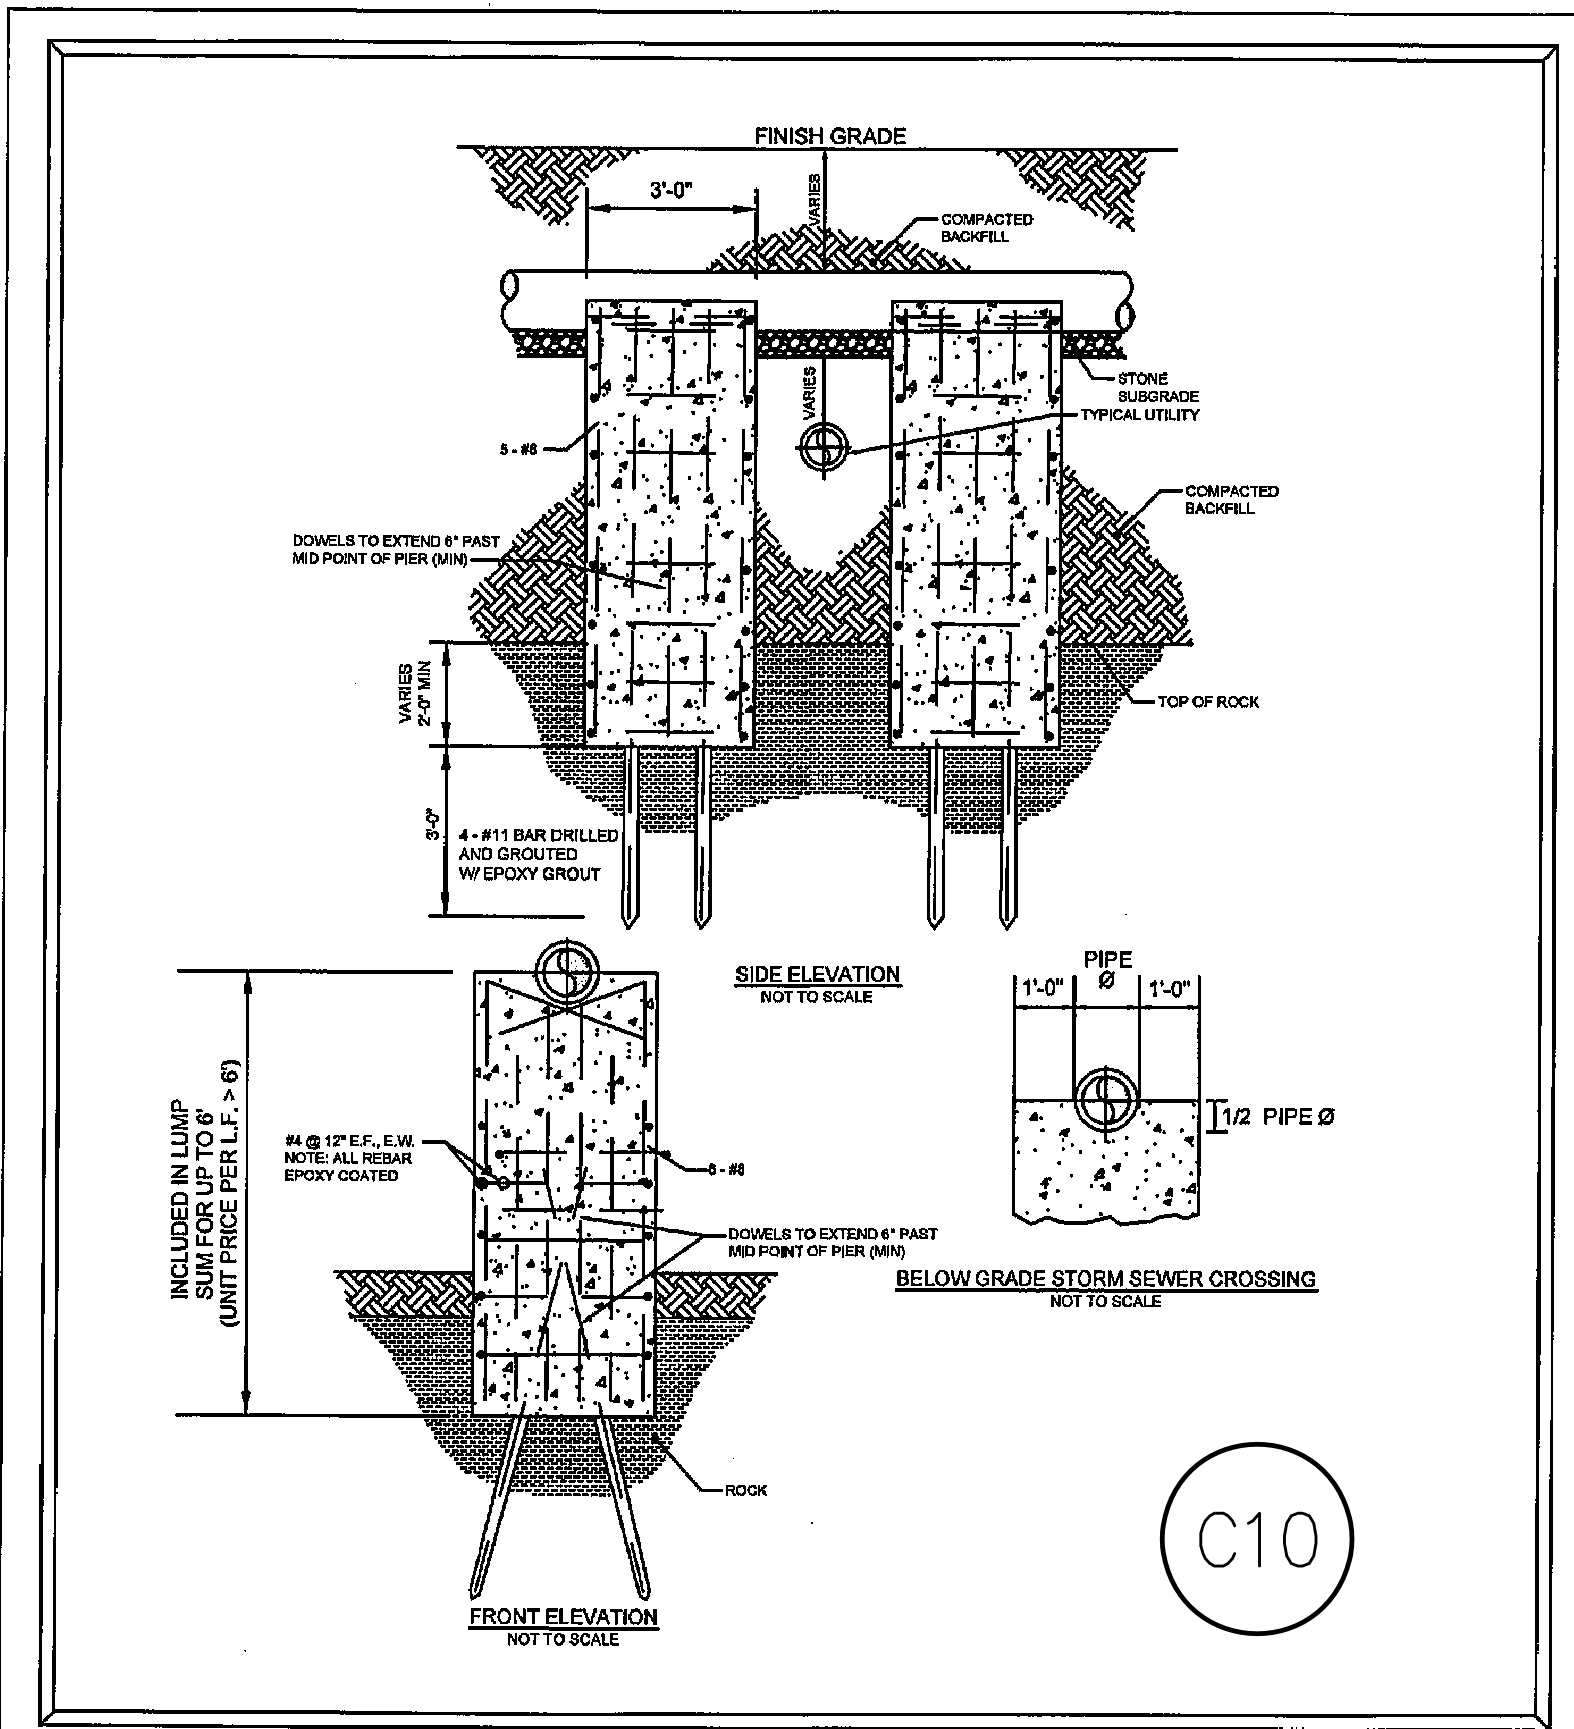 FINISH GRADE
3'-0"
VARIES
COMPACTED
BACKFILL
STONE
SUBGRADE
VARIES
TYPICAL UTILITY
5 - #8
COMPACTED
BACKFILL
DOWELS TO EXTEND 6" PAST
MID POINT OF PIER (MIN)
VARIES
2'-0" MIN
TOP OF ROCK
3'-0"
4 - #11 BAR DRILLED
AND GROUTED
W/ EPOXY GROUT
SIDE ELEVATION
NOT TO SCALE
PIPE
Ø
1'-0"
1'-0"
1/2 PIPE Ø
BELOW GRADE STORM SEWER CROSSING
NOT TO SCALE
INCLUDED IN LUMP
SUM FOR UP TO 6'
(UNIT PRICE PER L.F. > 6')
#4 @ 12" E.F., E.W.
NOTE: ALL REBAR
EPOXY COATED
- #8
DOWELS TO EXTEND 6" PAST
MID POINT OF PIER (MIN)
ROCK
FRONT ELEVATION
NOT TO SCALE
C10